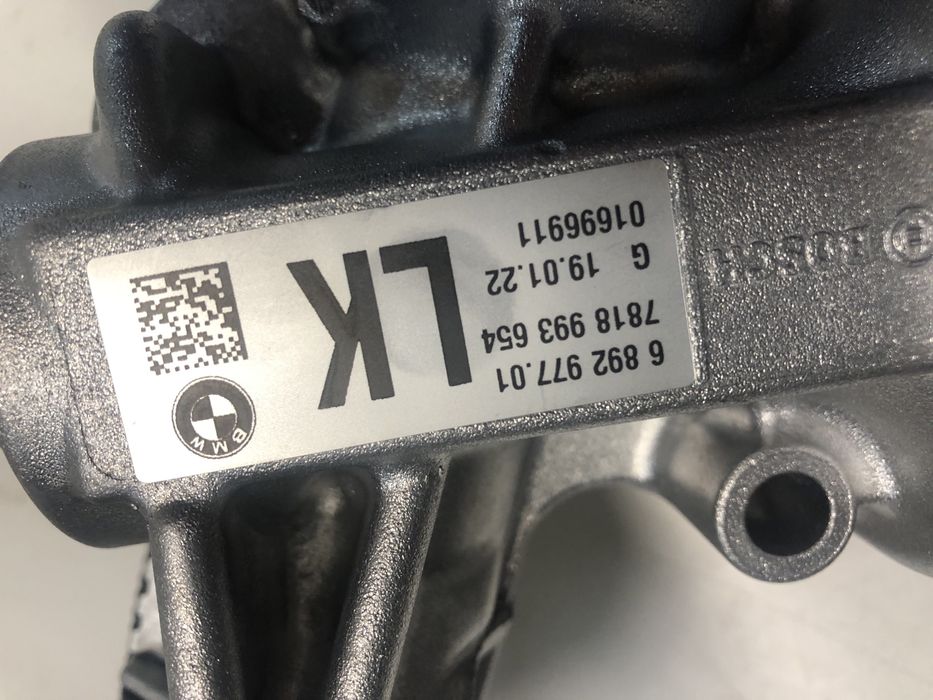 6 892 977.01
7818 993 654
G 19.01.22
01696911
LK
BMW
BOSCH